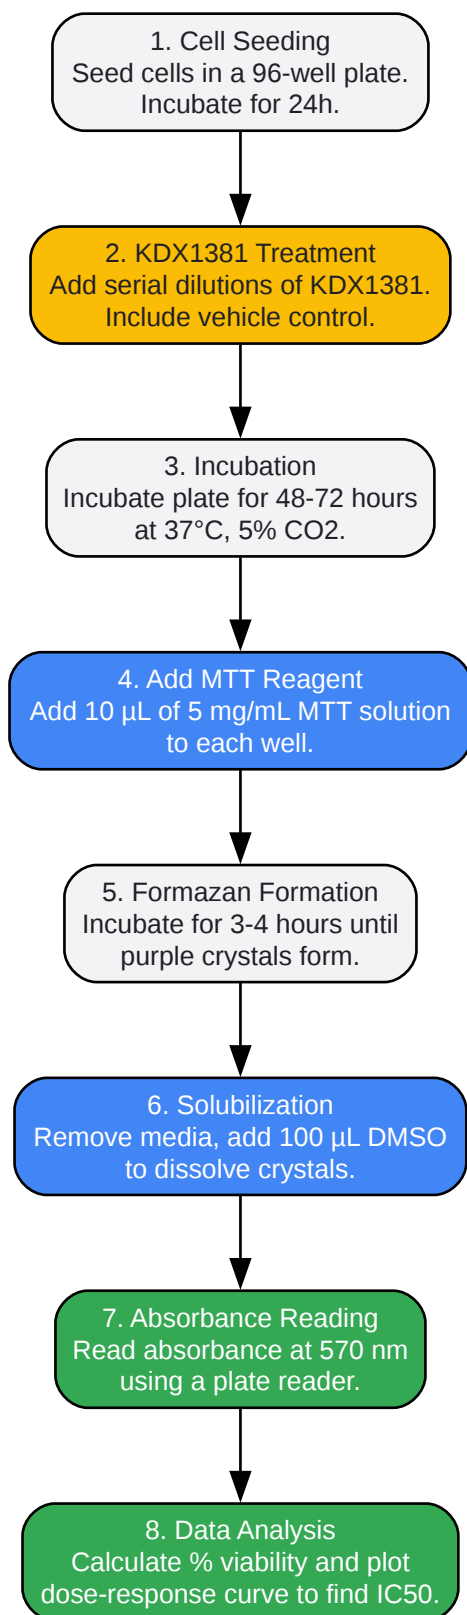 1. Cell Seeding
Seed cells in a 96-well plate.
Incubate for 24h.
2. KDX1381 Treatment
Add serial dilutions of KDX1381.
Include vehicle control.
3. Incubation
Incubate plate for 48-72 hours
at 37°C, 5% CO2.
4. Add MTT Reagent
Add 10 µL of 5 mg/mL MTT solution
to each well.
5. Formazan Formation
Incubate for 3-4 hours until
purple crystals form.
6. Solubilization
Remove media, add 100 µL DMSO
to dissolve crystals.
7. Absorbance Reading
Read absorbance at 570 nm
using a plate reader.
8. Data Analysis
Calculate % viability and plot
dose-response curve to find IC50.